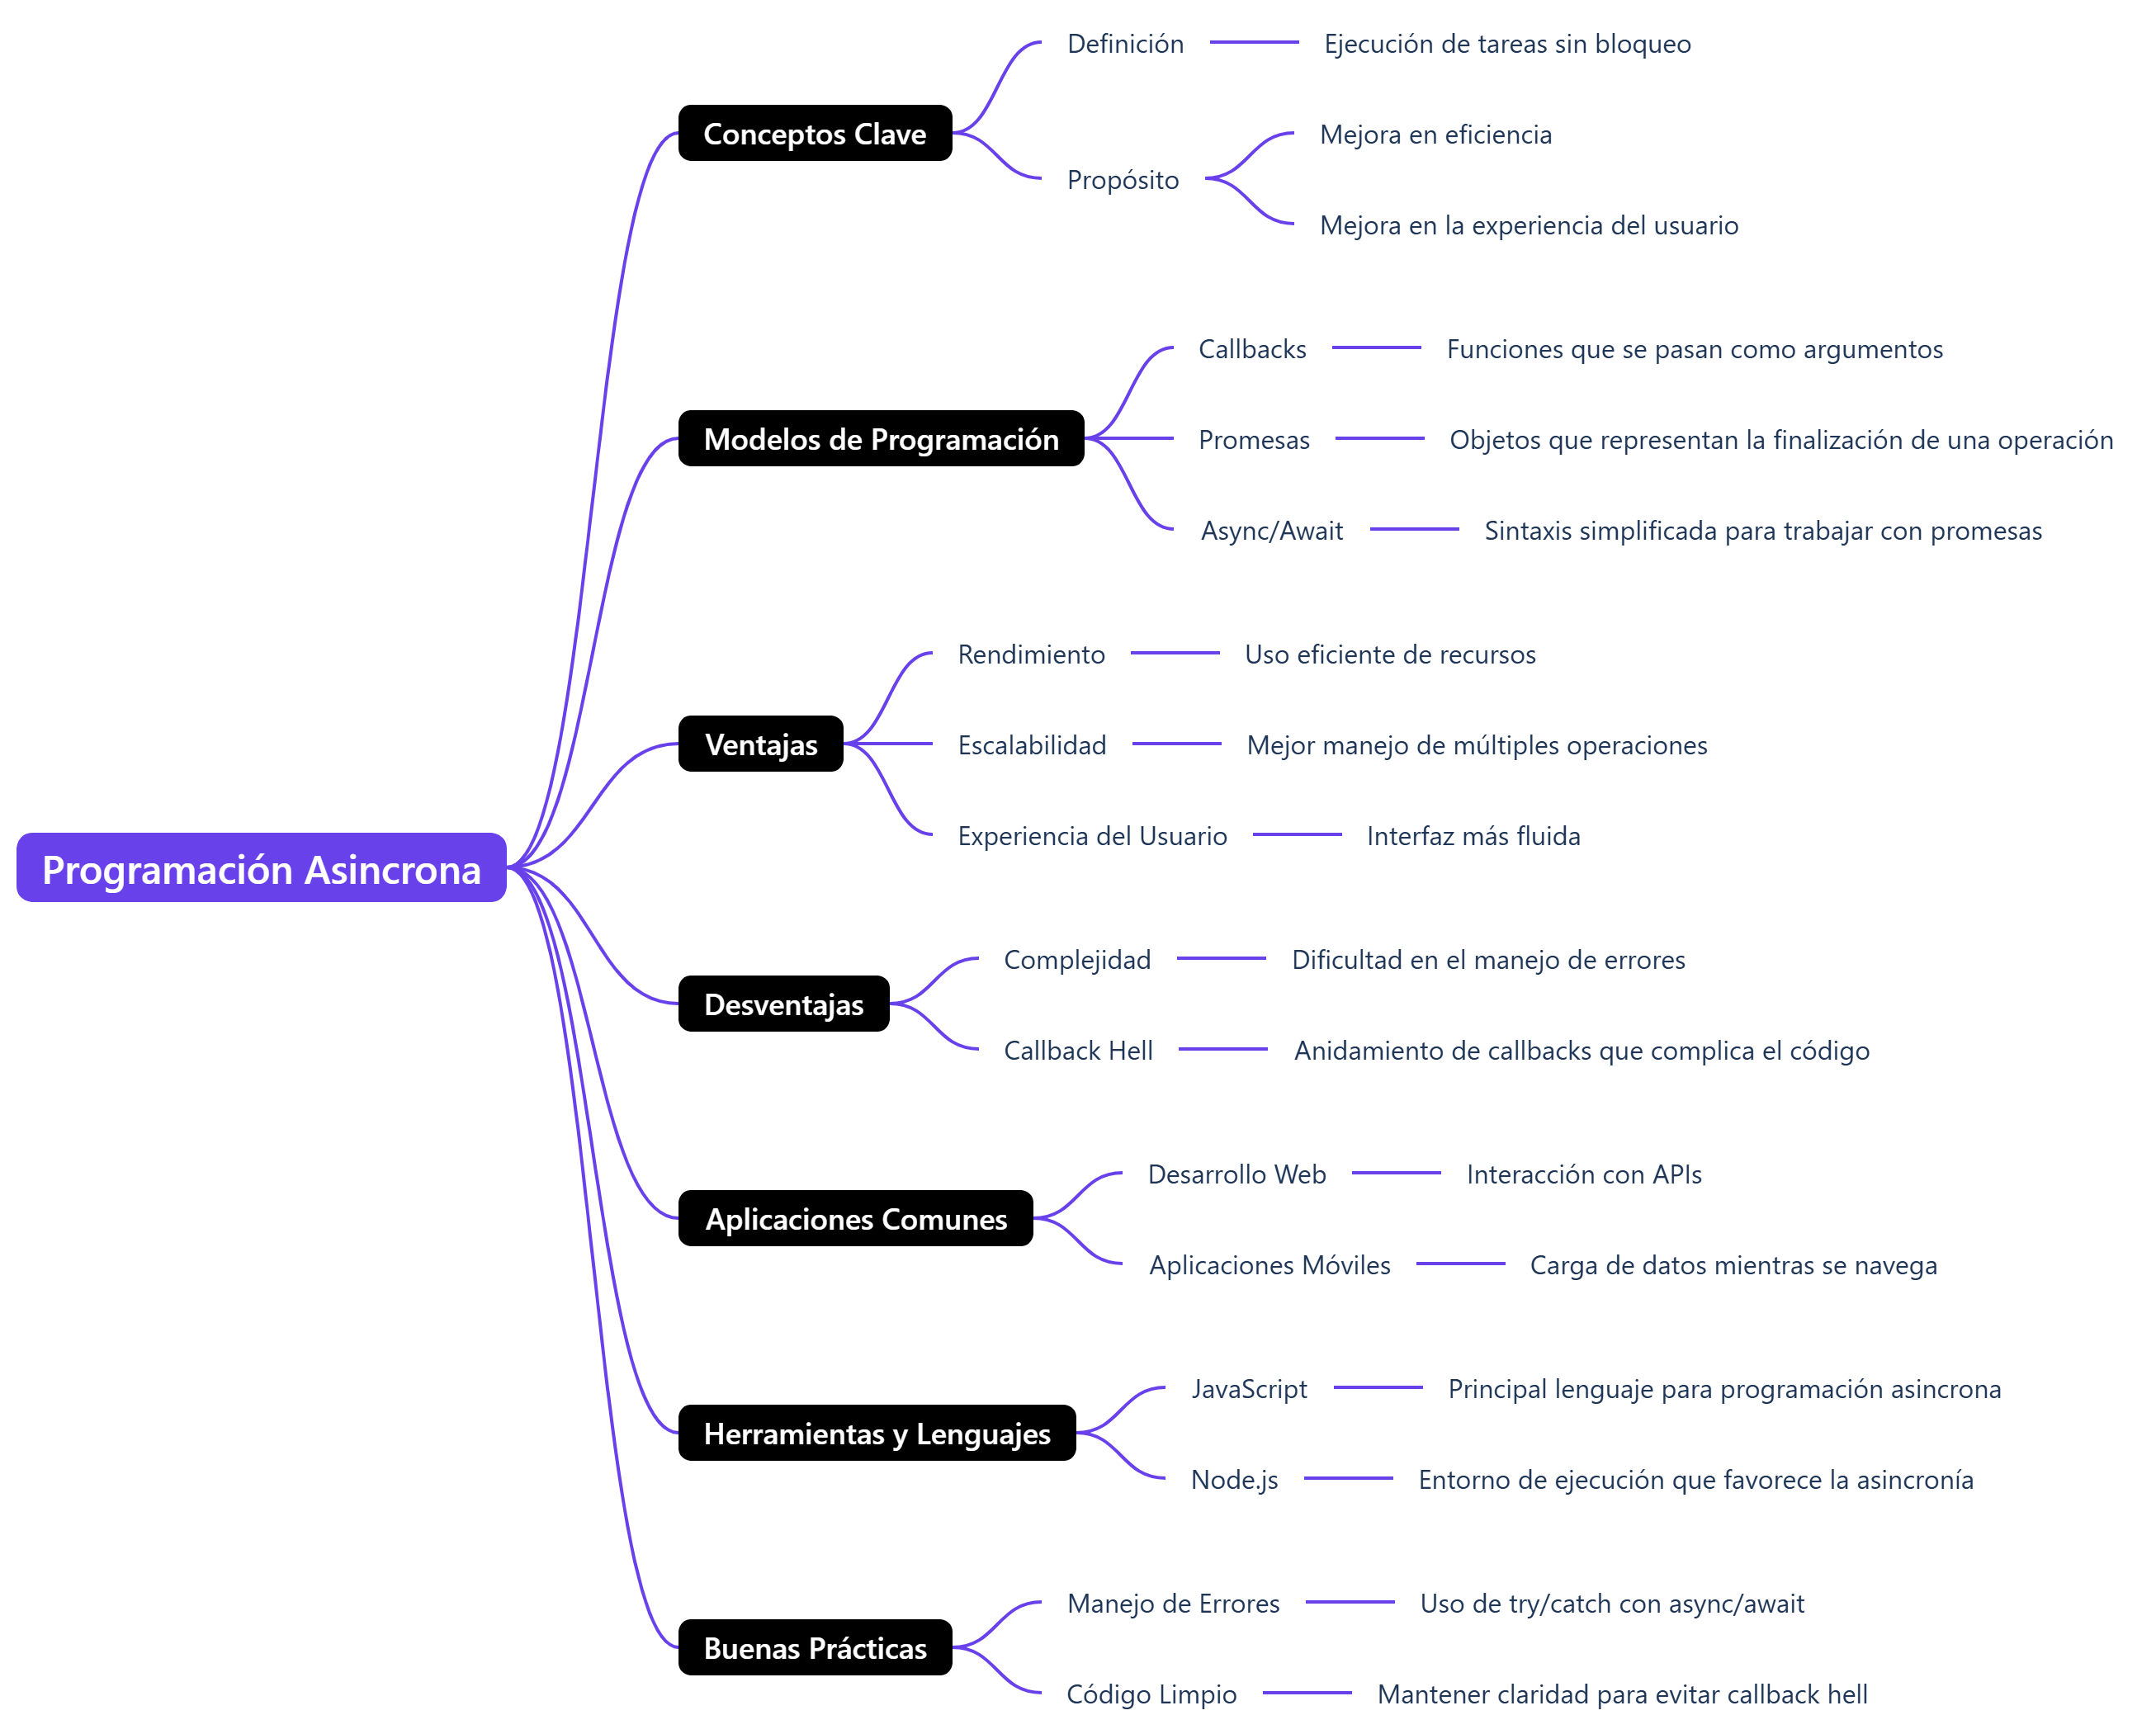 Programación Asincrona
Conceptos Clave
Definición
Ejecución de tareas sin bloqueo
Propósito
Mejora en eficiencia
Mejora en la experiencia del usuario
Modelos de Programación
Callbacks
Funciones que se pasan como argumentos
Promesas
Objetos que representan la finalización de una operación
Async/Await
Sintaxis simplificada para trabajar con promesas
Ventajas
Rendimiento
Uso eficiente de recursos
Escalabilidad
Mejor manejo de múltiples operaciones
Experiencia del Usuario
Interfaz más fluida
Desventajas
Complejidad
Dificultad en el manejo de errores
Callback Hell
Anidamiento de callbacks que complica el código
Aplicaciones Comunes
Desarrollo Web
Interacción con APIs
Aplicaciones Móviles
Carga de datos mientras se navega
Herramientas y Lenguajes
JavaScript
Principal lenguaje para programación asincrona
Node.js
Entorno de ejecución que favorece la asincronía
Buenas Prácticas
Manejo de Errores
Uso de try/catch con async/await
Código Limpio
Mantener claridad para evitar callback hell